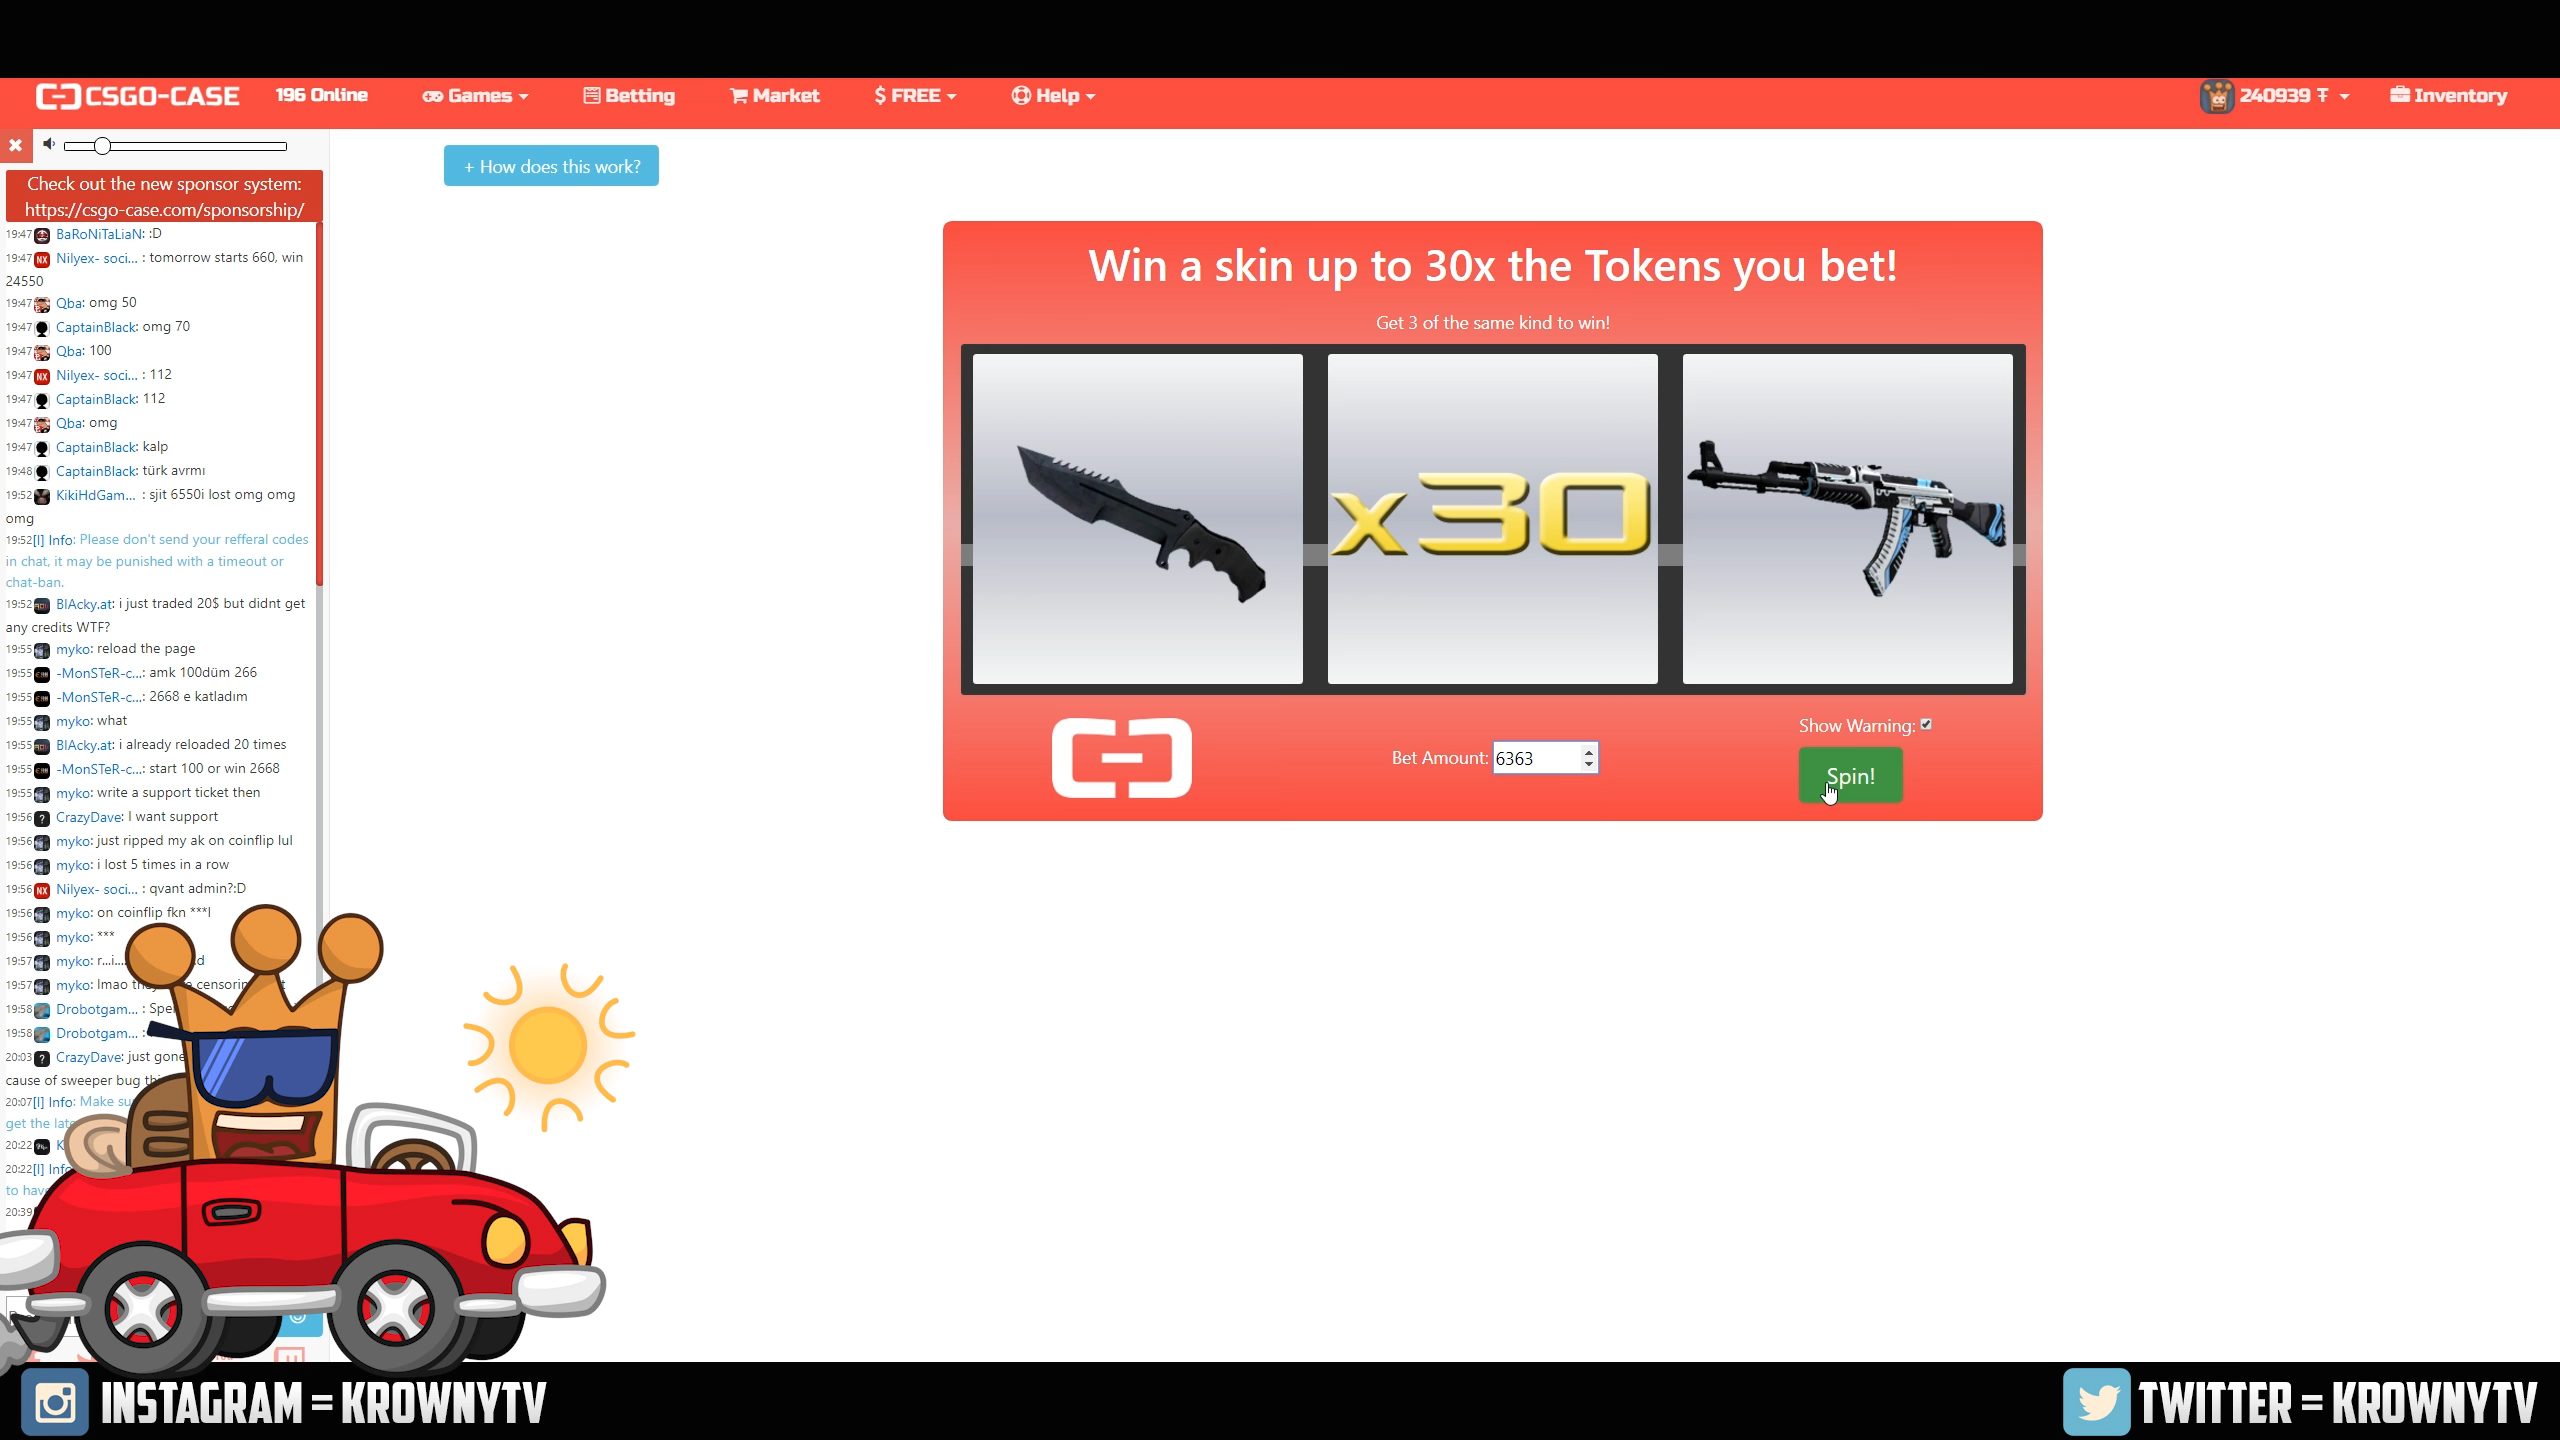 CSGO-CASE 196 Online Games Betting Market $ FREE Help 240939 Inventory
+ How does this work?
Check out the new sponsor system:
https://csgo-case.com/sponsorship/
19:47 BaRoNiTaLiaN: :D
19:47 NX Nilyex- soci... : tomorrow starts 660, win
24550
19:47 Qba: omg 50
19:47 CaptainBlack: omg 70
19:47 Qba: 100
19:47 NX Nilyex- soci... : 112
19:47 CaptainBlack: 112
19:47 Qba: omg
19:47 CaptainBlack: kalp
19:48 CaptainBlack: türk avrmı
19:52 KikiHdGam... : sjit 6550i lost omg omg
omg
19:52[I] Info: Please don't send your refferal codes
in chat, it may be punished with a timeout or
chat-ban.
19:52 BlAcky.at: i just traded 20$ but didnt get
any credits WTF?
19:55 myko: reload the page
19:55 -MonSTeR-c...: amk 100düm 266
19:55 -MonSTeR-c...: 2668 e katladım
19:55 myko: what
19:55 BlAcky.at: i already reloaded 20 times
19:55 -MonSTeR-c...: start 100 or win 2668
19:55 myko: write a support ticket then
19:56 ? CrazyDave: I want support
19:56 myko: just ripped my ak on coinflip lul
19:56 myko: i lost 5 times in a row
19:56 NX Nilyex- soci... : qvant admin?:D
19:56 myko: on coinflip fkn ***l
19:56 myko: ***
19:57 myko: r...i....
19:57 myko: lmao
19:58 Drobotgam... :
19:58 Drobotgam... :
20:03 ? CrazyDave: just gone
cause of sweeper bug
20:07[I] Info: Make
get the
20:22
20:22[I]
to
20:39
Win a skin up to 30x the Tokens you bet!
Get 3 of the same kind to win!
x30
Show Warning:
Bet Amount: 6363
Spin!
INSTAGRAM = KROWNYTV
TWITTER = KROWNYTV